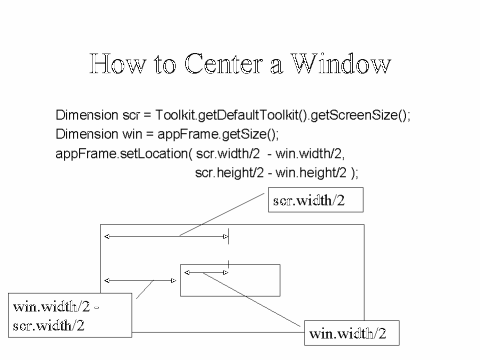 How to Center a Window
Dimension scr = Toolkit.getDefaultToolkit().getScreenSize();
Dimension win = appFrame.getSize();
appFrame.setLocation( scr.width/2 - win.width/2,
scr.height/2 - win.height/2 );
scr.width/2
win.width/2 -
scr.width/2
win.width/2